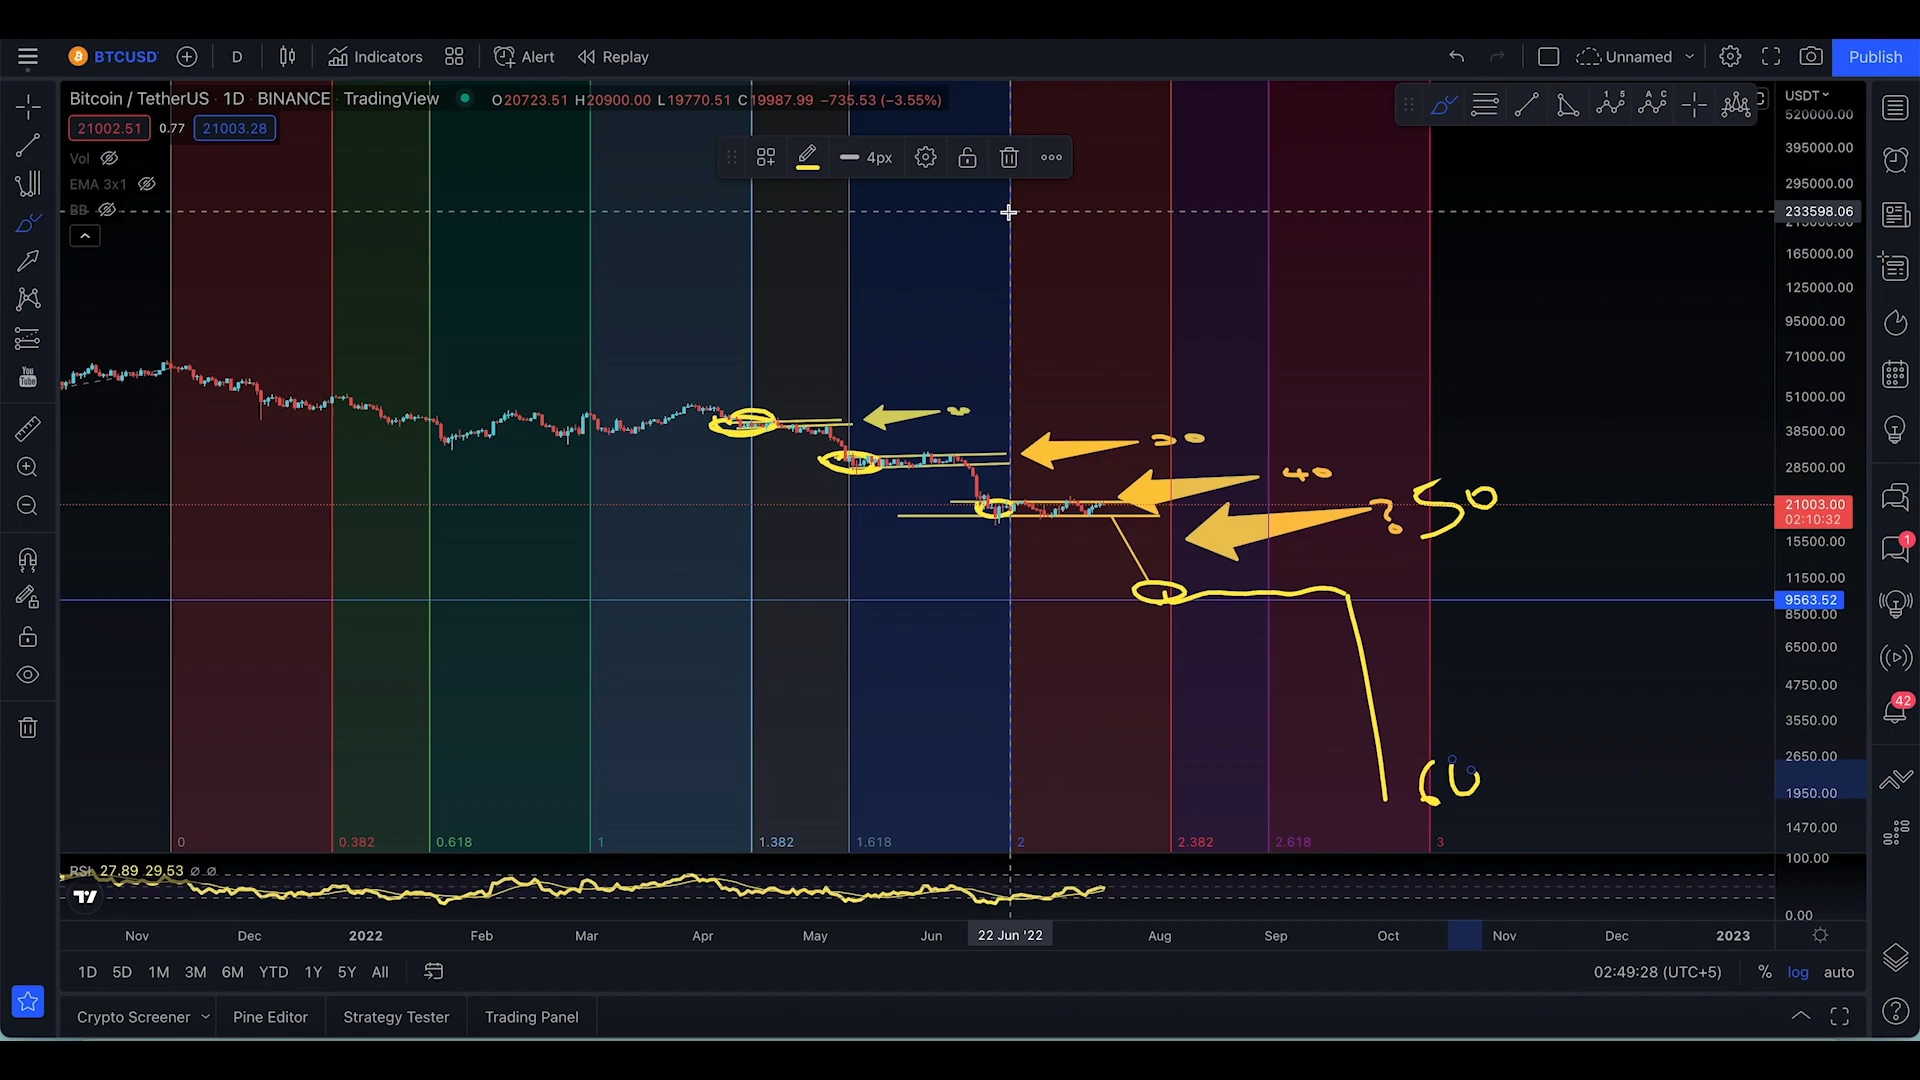 BTCUSD D Indicators Alert Replay Unnamed Publish
Bitcoin / TetherUS · 1D · BINANCE · TradingView O20723.51 H20900.00 L19770.51 C19987.99 −735.53 (−3.55%)
21002.51 0.77 21003.28
Vol
EMA 3x1
BB
4px
USDT
520000.00
395000.00
295000.00
233598.06
215000.00
165000.00
125000.00
95000.00
71000.00
51000.00
38500.00
28500.00
21003.00
02:10:32
15500.00
11500.00
9563.52
8500.00
6500.00
4750.00
3550.00
2650.00
1950.00
1470.00
40
? 50
0 0.382 0.618 1 1.382 1.618 2 2.382 2.618 3
RSI 27.89 29.53 ∅ ∅
100.00
0.00
Nov Dec 2022 Feb Mar Apr May Jun 22 Jun '22 Aug Sep Oct Nov Dec 2023
1D 5D 1M 3M 6M YTD 1Y 5Y All 02:49:28 (UTC+5) % log auto
Crypto Screener Pine Editor Strategy Tester Trading Panel
You
Tube
1
42